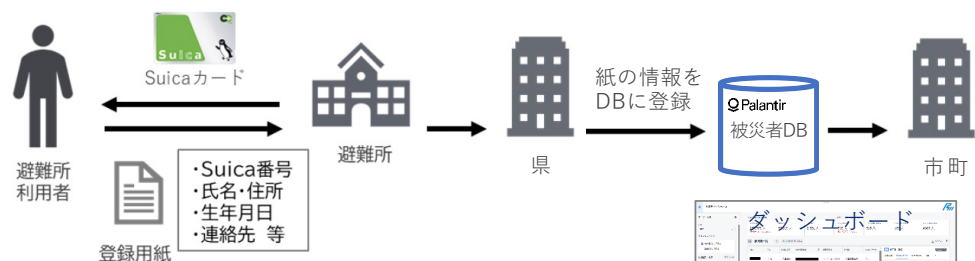 Suica
Suicaカード
避難所
利用者
登録用紙
・Suica番号
・氏名・住所
・生年月日
・連絡先 等
避難所
県
紙の情報を
DBに登録
Palantir
被災者DB
市町
ダッシュボード